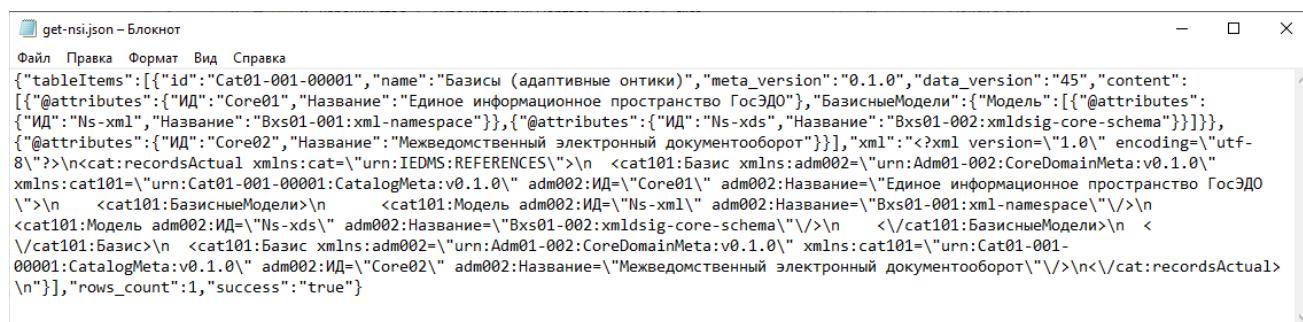 get-nsi.json – Блокнот
Файл Правка Формат Вид Справка
{"tableItems":[{"id":"Cat01-001-00001","name":"Базисы (адаптивные онтики)","meta_version":"0.1.0","data_version":"45","content":
[{"@attributes":{"ИД":"Core01","Название":"Единое информационное пространство ГосЭДО"},"БазисныеМодели":{"Модель":[{"@attributes":
{"ИД":"Ns-xml","Название":"Bxs01-001:xml-namespace"}},{"@attributes":{"ИД":"Ns-xds","Название":"Bxs01-002:xmldsig-core-schema"}}]}},
{"@attributes":{"ИД":"Core02","Название":"Межведомственный электронный документооборот"}}],"xml":"<?xml version=\"1.0\" encoding=\"utf-
8\"?>\n<cat:recordsActual xmlns:cat=\"urn:IEDMS:REFERENCES\">\n  <cat101:Базис xmlns:adm002=\"urn:Adm01-002:CoreDomainMeta:v0.1.0\"
xmlns:cat101=\"urn:Cat01-001-00001:CatalogMeta:v0.1.0\" adm002:ИД=\"Core01\" adm002:Название=\"Единое информационное пространство ГосЭДО
\">\n    <cat101:БазисныеМодели>\n      <cat101:Модель adm002:ИД=\"Ns-xml\" adm002:Название=\"Bxs01-001:xml-namespace\"\/>\n
<cat101:Модель adm002:ИД=\"Ns-xds\" adm002:Название=\"Bxs01-002:xmldsig-core-schema\"\/>\n    <\/cat101:БазисныеМодели>\n  <
\/cat101:Базис>\n  <cat101:Базис xmlns:adm002=\"urn:Adm01-002:CoreDomainMeta:v0.1.0\" xmlns:cat101=\"urn:Cat01-001-
00001:CatalogMeta:v0.1.0\" adm002:ИД=\"Core02\" adm002:Название=\"Межведомственный электронный документооборот\"\/>\n<\/cat:recordsActual>
\n"}],"rows_count":1,"success":"true"}